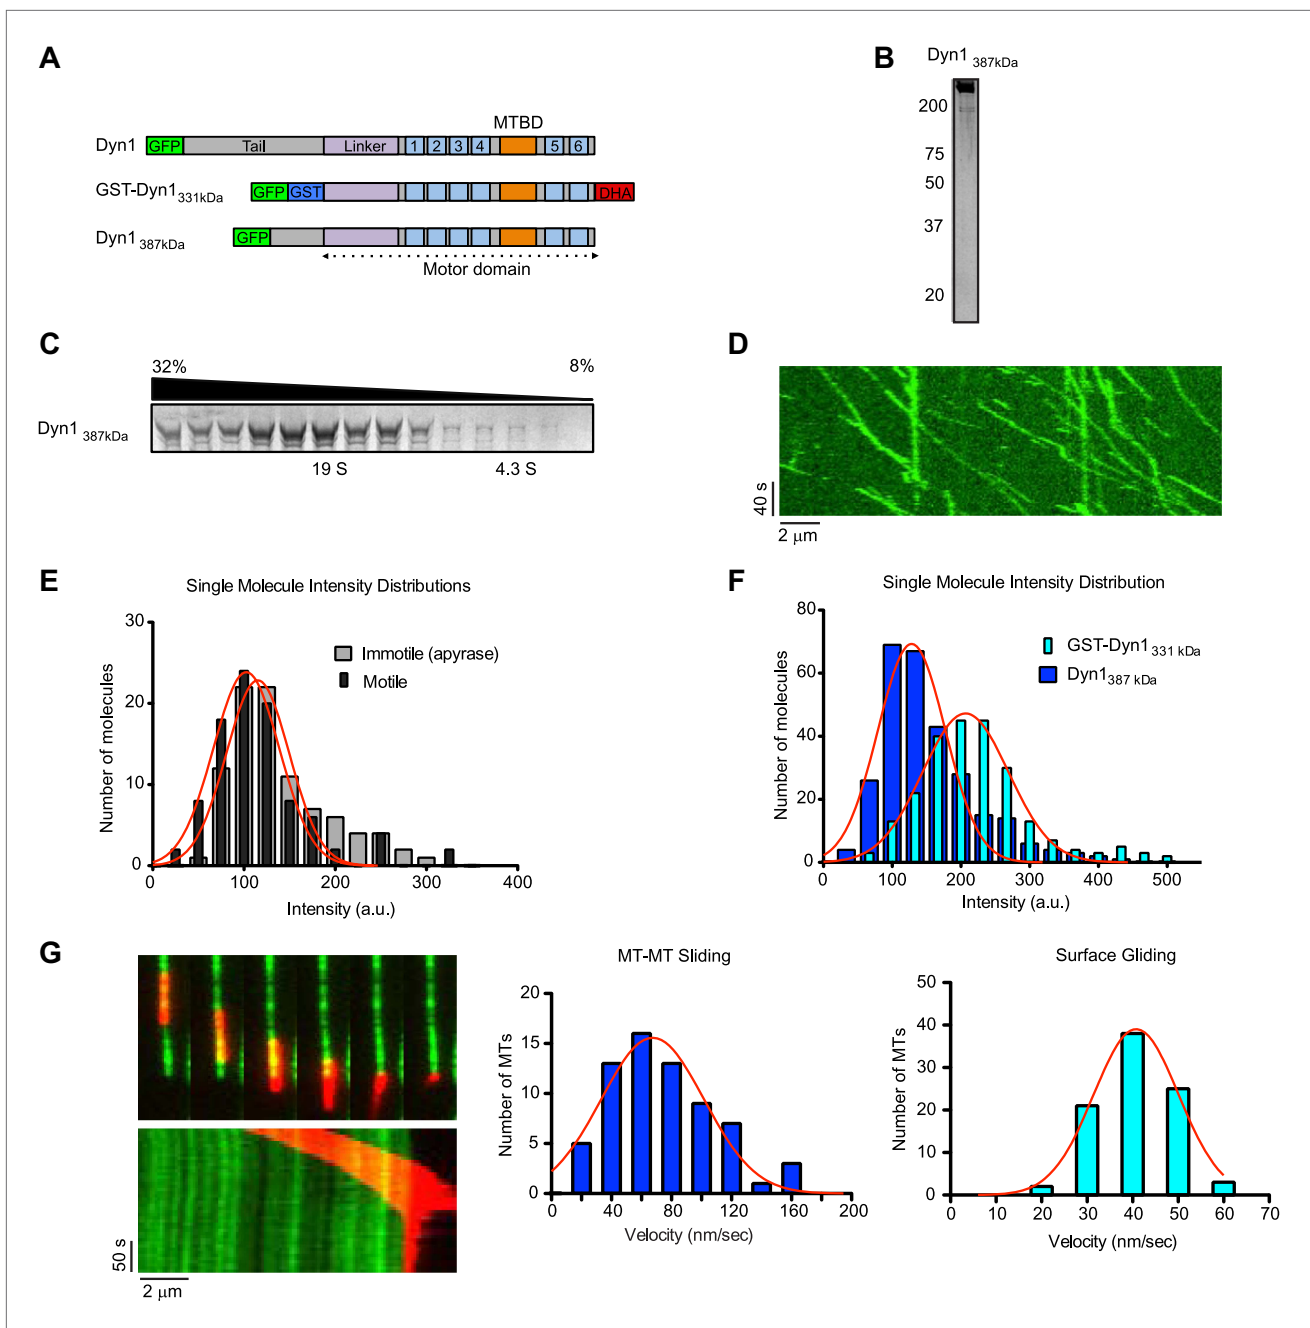 A
MTBD
Dyn1 GFP Tail Linker 1 2 3 4 5 6
GST-Dyn1331kDa GFP GST DHA
Dyn1387kDa GFP
Motor domain
B
Dyn1387kDa
200
75
50
37
20
C
32% 8%
Dyn1 387kDa
19 S 4.3 S
D
40 s
2 μm
E
Single Molecule Intensity Distributions
Number of molecules
30
20
10
0
0 100 200 300 400
Intensity (a.u.)
Immotile (apyrase)
Motile
F
Single Molecule Intensity Distribution
Number of molecules
80
60
40
20
0
0 100 200 300 400 500
Intensity (a.u.)
GST-Dyn1331 kDa
Dyn1387 kDa
G
50 s
2 μm
MT-MT Sliding
Number of MTs
20
15
10
5
0
0 40 80 120 160 200
Velocity (nm/sec)
Surface Gliding
Number of MTs
50
40
30
20
10
0
0 10 20 30 40 50 60 70
Velocity (nm/sec)